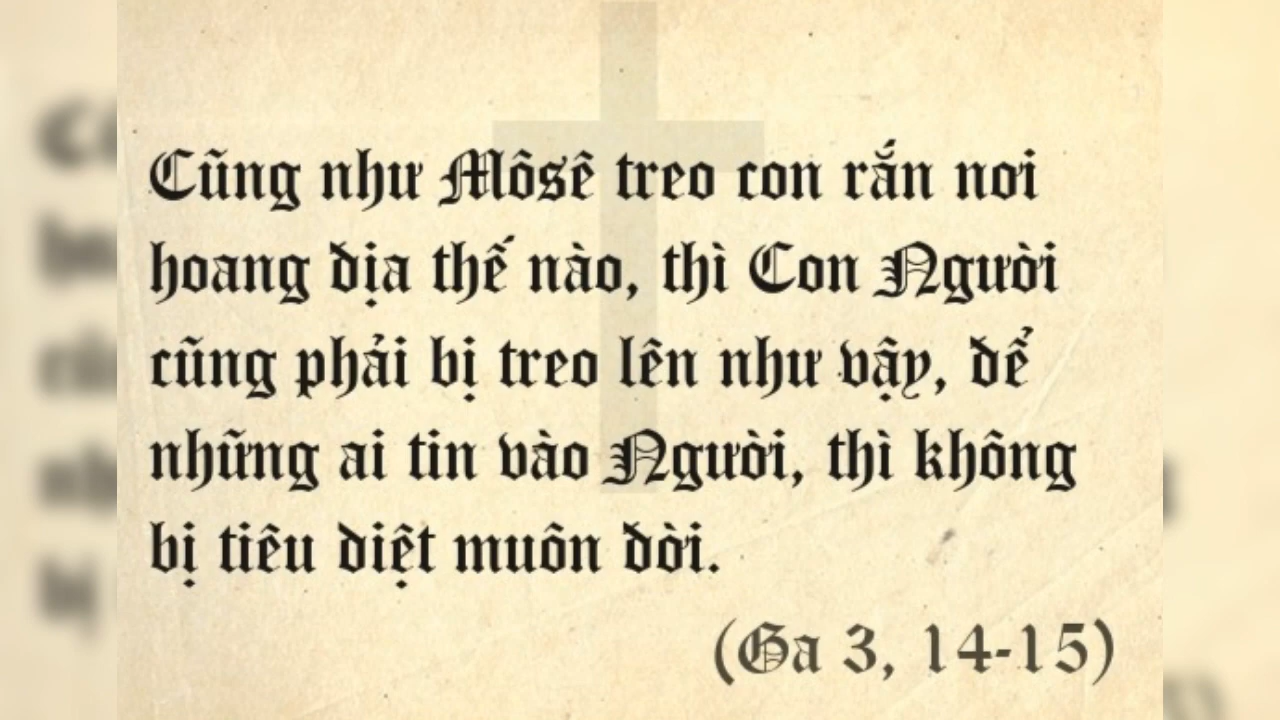 Cũng như Môsê treo con rắn nơi
hoang địa thế nào, thì Con Người
cũng phải bị treo lên như vậy, để
những ai tin vào Người, thì không
bị tiêu diệt muôn đời.
(Ga 3, 14-15)